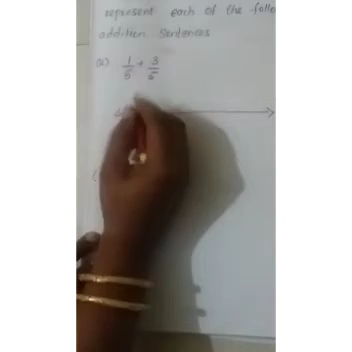 represent each of the follo
addition Sentences
(a) 1/5 + 3/5